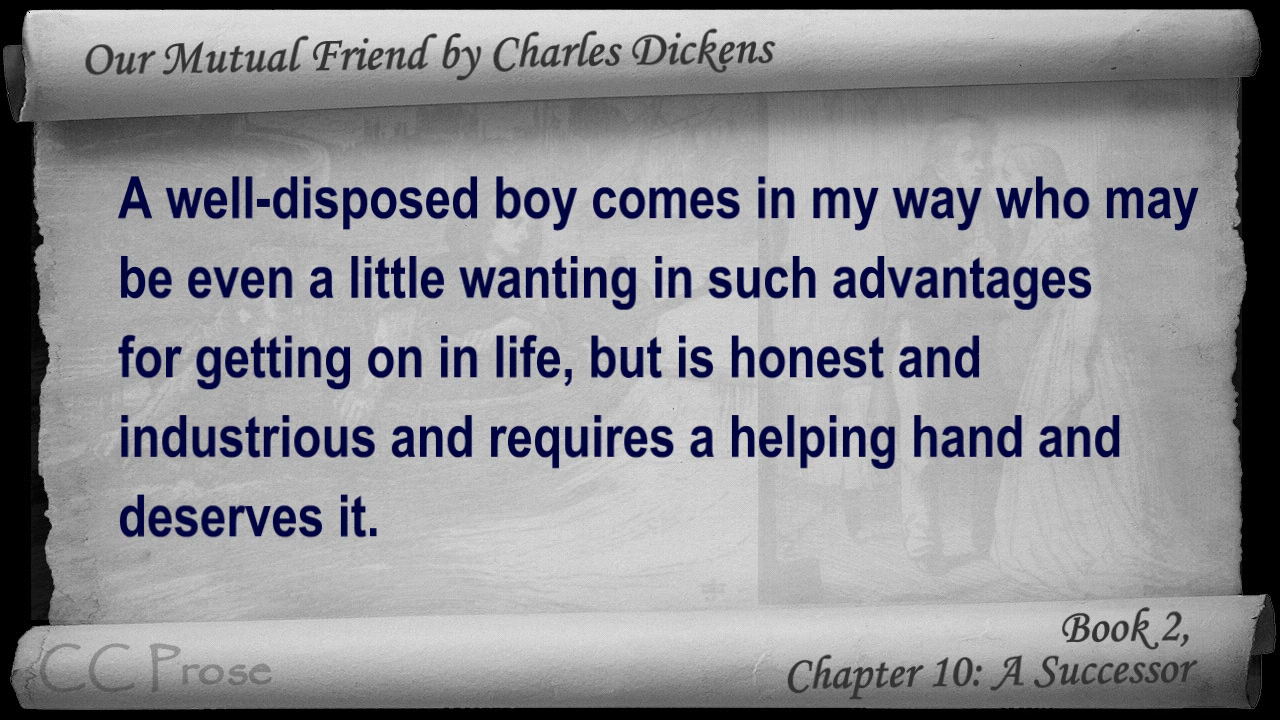 Our Mutual Friend by Charles Dickens
A well-disposed boy comes in my way who may
be even a little wanting in such advantages
for getting on in life, but is honest and
industrious and requires a helping hand and
deserves it.
CC Prose
Book 2,
Chapter 10: A Successor